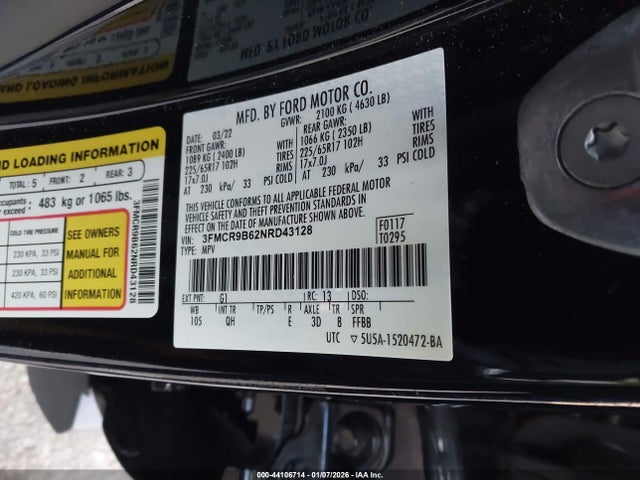 MFD. BY FORD MOTOR CO.
03/22
GVWR: 2100 KG ( 4630 LB)
FRONT GAWR:
REAR GAWR:
WITH
1089 KG ( 2400 LB)
1066 KG ( 2350 LB)
WITH
TIRES
225/65R17 102H
225/65R17 102H
TIRES
RIMS
17x7.0J
17x7.0J
RIMS
AT 230 kPa/ 33 PSI COLD
AT 230 kPa/ 33 PSI COLD
THIS VEHICLE CONFORMS TO ALL APPLICABLE FEDERAL MOTOR
VEHICLE SAFETY AND THEFT PREVENTION STANDARDS IN
EFFECT ON THE DATE OF MANUFACTURE SHOWN ABOVE.
VIN: 3FMCR9B62NRD43128
TYPE: MPV
F0117
T0295
EXT PNT: G1 RC: 13 DSO:
WB INT TR TP/PS R AXLE TR SPR
105 QH E 3D 8 FFBB
UTC ▽ 5U5A-1520472-BA
ND LOADING INFORMATION
TOTAL: 5 FRONT: 2 REAR: 3
cupants
r exceed : 483 kg or 1065 lbs.
230 KPA, 33 PSI
230 KPA, 33 PSI
420 KPA, 60 PSI
SEE OWNERS
MANUAL FOR
ADDITIONAL
INFORMATION
3FMCR9B62NRD43128
000-44106714 - 01/07/2026 - IAA Inc.